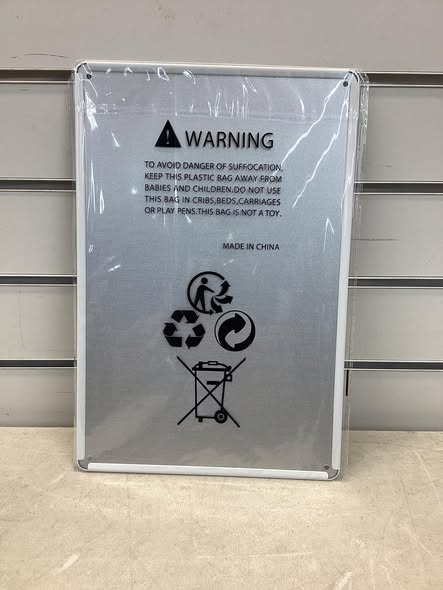 WARNING
TO AVOID DANGER OF SUFFOCATION,
KEEP THIS PLASTIC BAG AWAY FROM
BABIES AND CHILDREN.DO NOT USE
THIS BAG IN CRIBS,BEDS,CARRIAGES
OR PLAY PENS.THIS BAG IS NOT A TOY.
MADE IN CHINA